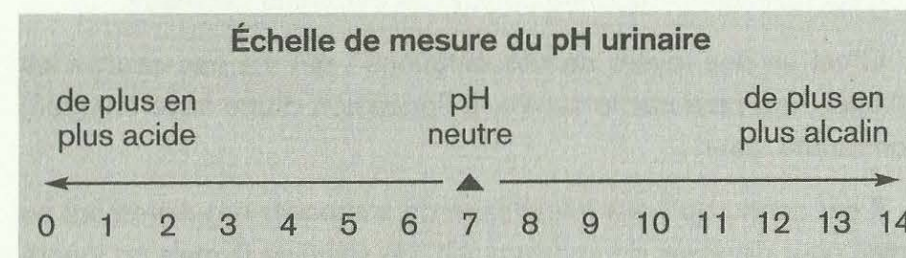 Échelle de mesure du pH urinaire
de plus en
plus acide
pH
neutre
de plus en
plus alcalin
0 1 2 3 4 5 6 7 8 9 10 11 12 13 14